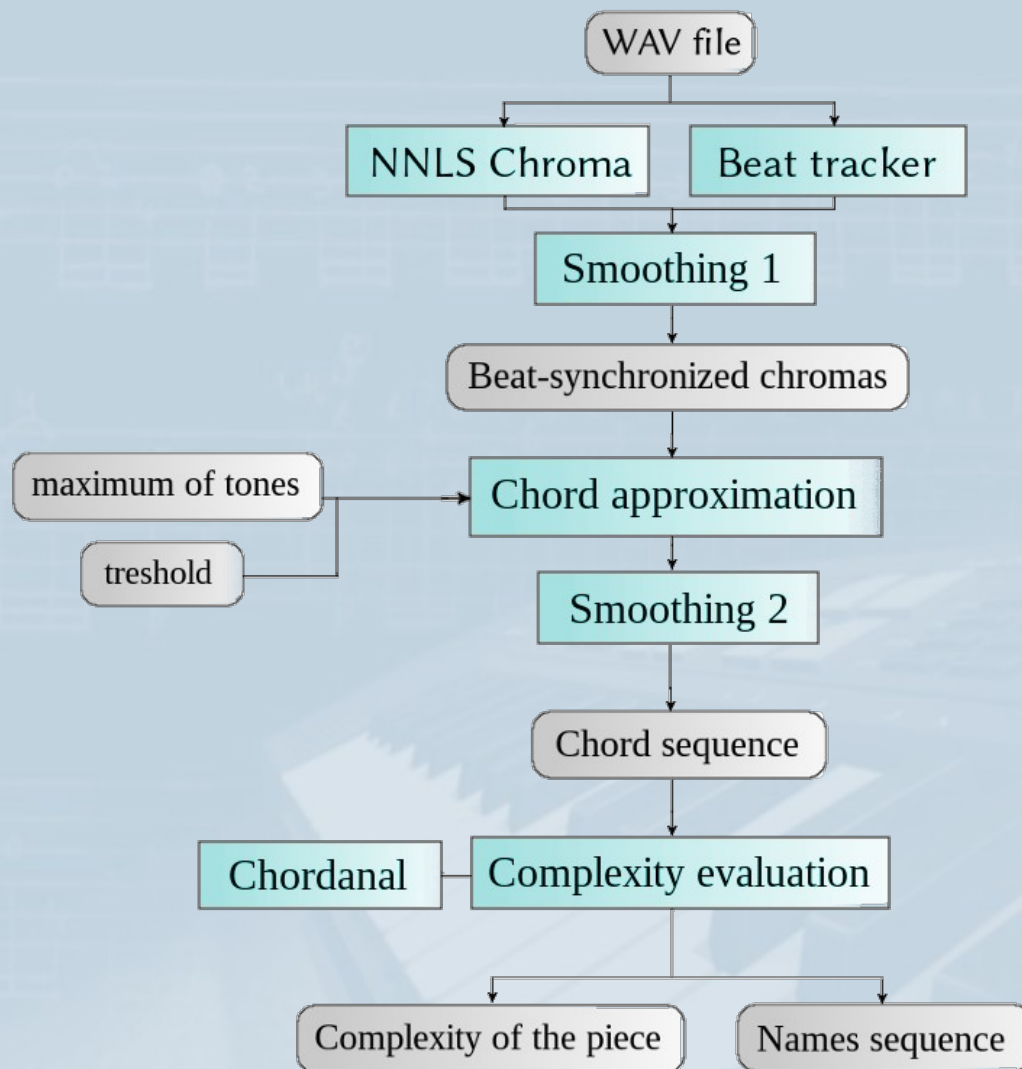 WAV file
NNLS Chroma
Beat tracker
Smoothing 1
Beat-synchronized chromas
maximum of tones
Chord approximation
treshold
Smoothing 2
Chord sequence
Chordanal
Complexity evaluation
Complexity of the piece
Names sequence